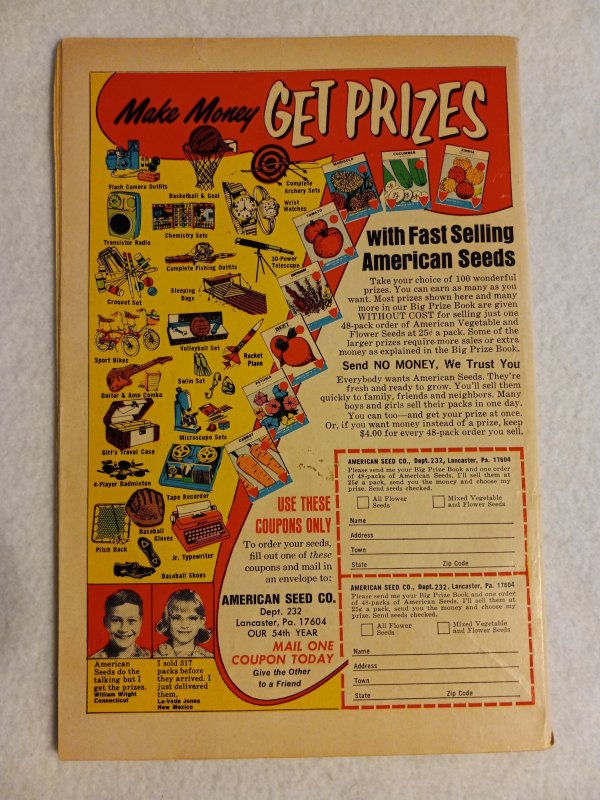 Make Money GET PRIZES
Flash Camera Outfits
Basketball & Goal
Complete
Archery Sets
Wrist
Watches
Transistor Radio
Chemistry Sets
Complete Fishing Outfits
30-Power
Telescope
Croquet Set
Sleeping
Bags
Sport Bikes
Volleyball Set
Rocket
Plane
Swim Set
Guitar & Amp Combo
Girl's Travel Case
Microscope Sets
4-Player Badminton
Tape Recorder
Baseball
Gloves
Pitch Back
Jr. Typewriter
Baseball Shoes
MARIGOLD
CUCUMBER
ZINNIA
TOMATO
BEET
PETUNIA
CARROT
with Fast Selling
American Seeds
Take your choice of 100 wonderful
prizes. You can earn as many as you
want. Most prizes shown here and many
more in our Big Prize Book are given
WITHOUT COST for selling just one
48-pack order of American Vegetable and
Flower Seeds at 25¢ a pack. Some of the
larger prizes require more sales or extra
money as explained in the Big Prize Book.
Send NO MONEY, We Trust You
Everybody wants American Seeds. They're
fresh and ready to grow. You'll sell them
quickly to family, friends and neighbors. Many
boys and girls sell their packs in one day.
You can too—and get your prize at once.
Or, if you want money instead of a prize, keep
$4.00 for every 48-pack order you sell.
USE THESE
COUPONS ONLY
To order your seeds,
fill out one of these
coupons and mail in
an envelope to:
AMERICAN SEED CO.
Dept. 232
Lancaster, Pa. 17604
OUR 54th YEAR
MAIL ONE
COUPON TODAY
Give the Other
to a Friend
American
Seeds do the
talking but I
get the prizes.
William Wright
Connecticut
I sold 317
packs before
they arrived. I
just delivered
them.
La-Veda Jones
New Mexico
AMERICAN SEED CO., Dept. 232, Lancaster, Pa. 17604
Please send me your Big Prize Book and one order
of 48-packs of American Seeds. I'll sell them at
25¢ a pack, send you the money and choose my
prize. Send seeds checked.
All Flower
Seeds
Mixed Vegetable
and Flower Seeds
Name
Address
Town
State Zip Code
AMERICAN SEED CO., Dept. 232, Lancaster, Pa. 17604
Please send me your Big Prize Book and one order
of 48-packs of American Seeds. I'll sell them at
25¢ a pack, send you the money and choose my
prize. Send seeds checked.
All Flower
Seeds
Mixed Vegetable
and Flower Seeds
Name
Address
Town
State Zip Code